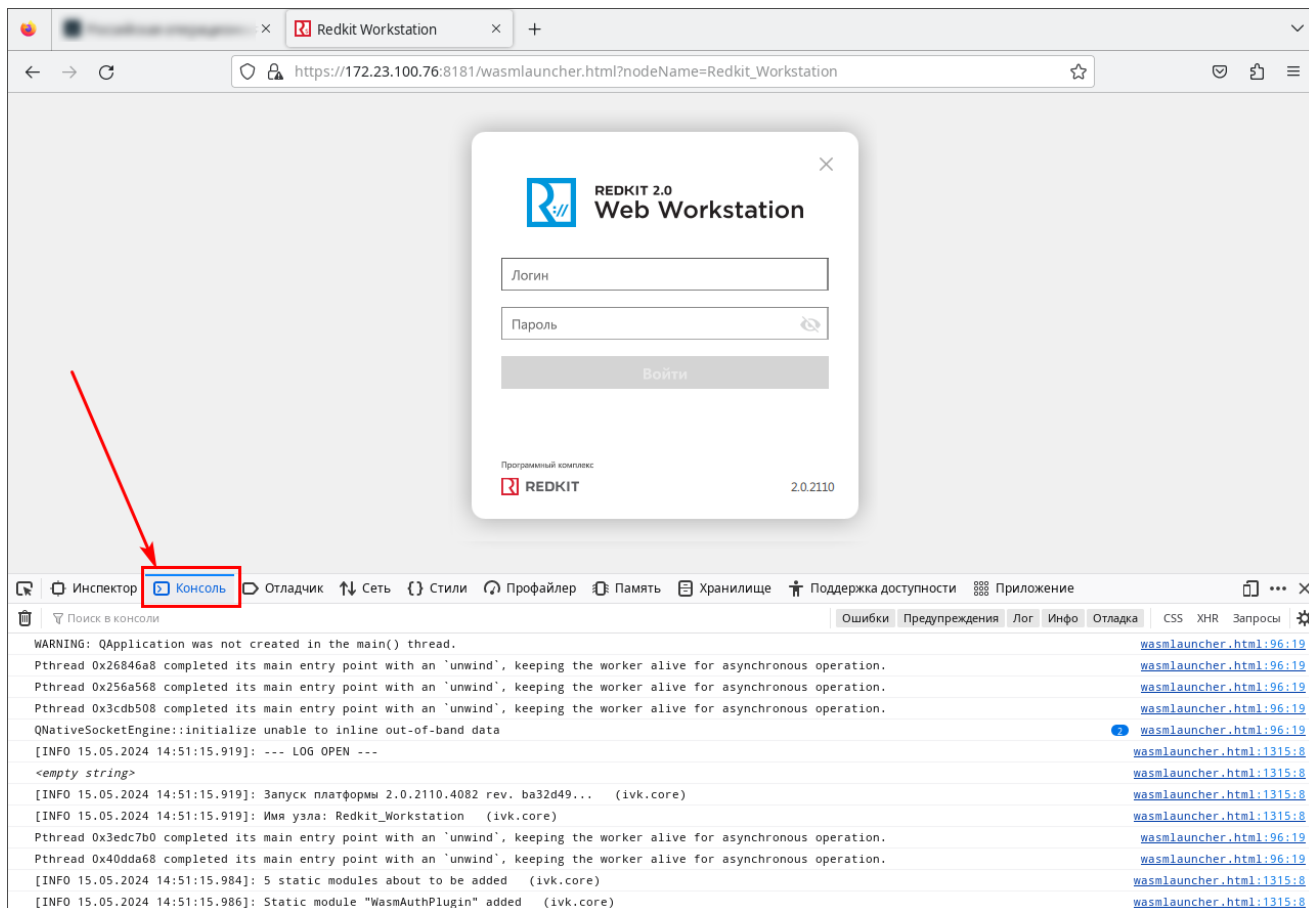 Redkit Workstation
https://172.23.100.76:8181/wasmlauncher.html?nodeName=Redkit_Workstation
REDKIT 2.0
Web Workstation
Логин
Пароль
Войти
Программный комплекс
REDKIT 2.0.2110
Инспектор Консоль Отладчик Сеть Стили Профайлер Память Хранилище Поддержка доступности Приложение
Поиск в консоли Ошибки Предупреждения Лог Инфо Отладка CSS XHR Запросы
WARNING: QApplication was not created in the main() thread. wasmlauncher.html:96:19
Pthread 0x26846a8 completed its main entry point with an `unwind`, keeping the worker alive for asynchronous operation. wasmlauncher.html:96:19
Pthread 0x256a568 completed its main entry point with an `unwind`, keeping the worker alive for asynchronous operation. wasmlauncher.html:96:19
Pthread 0x3cdb508 completed its main entry point with an `unwind`, keeping the worker alive for asynchronous operation. wasmlauncher.html:96:19
QNativeSocketEngine::initialize unable to inline out-of-band data 2 wasmlauncher.html:96:19
[INFO 15.05.2024 14:51:15.919]: --- LOG OPEN --- wasmlauncher.html:1315:8
<empty string> wasmlauncher.html:1315:8
[INFO 15.05.2024 14:51:15.919]: Запуск платформы 2.0.2110.4082 rev. ba32d49... (ivk.core) wasmlauncher.html:1315:8
[INFO 15.05.2024 14:51:15.919]: Имя узла: Redkit_Workstation (ivk.core) wasmlauncher.html:1315:8
Pthread 0x3edc7b0 completed its main entry point with an `unwind`, keeping the worker alive for asynchronous operation. wasmlauncher.html:96:19
Pthread 0x40dda68 completed its main entry point with an `unwind`, keeping the worker alive for asynchronous operation. wasmlauncher.html:96:19
[INFO 15.05.2024 14:51:15.984]: 5 static modules about to be added (ivk.core) wasmlauncher.html:1315:8
[INFO 15.05.2024 14:51:15.986]: Static module "WasmAuthPlugin" added (ivk.core) wasmlauncher.html:1315:8